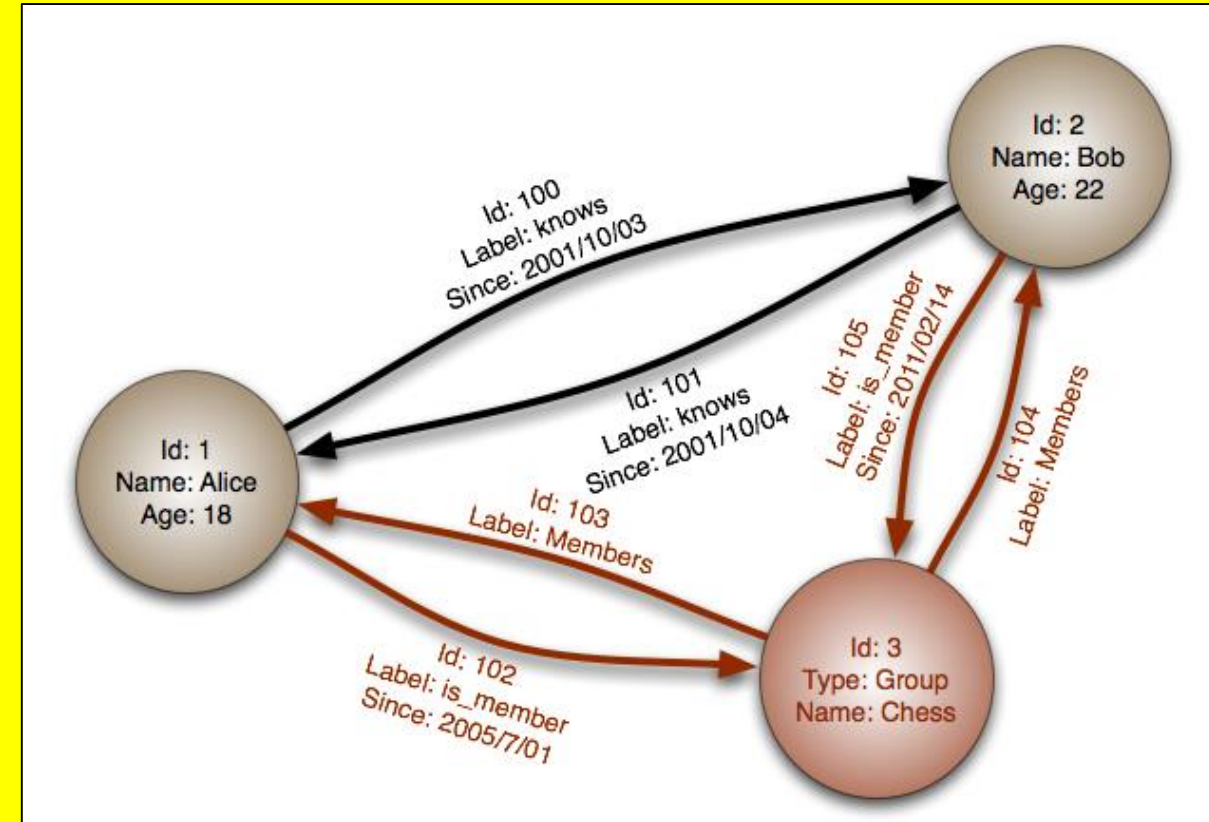 Id: 2
Name: Bob
Age: 22
Id: 100
Label: knows
Since: 2001/10/03
Id: 101
Label: knows
Since: 2001/10/04
Id: 105
Label: is_member
Since: 2011/02/14
Id: 104
Label: Members
Id: 1
Name: Alice
Age: 18
Id: 103
Label: Members
Id: 102
Label: is_member
Since: 2005/7/01
Id: 3
Type: Group
Name: Chess